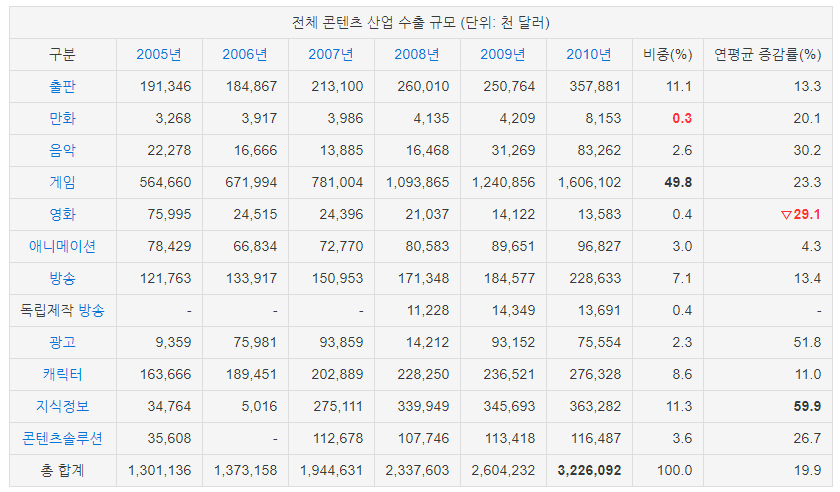 전체 콘텐츠 산업 수출 규모 (단위: 천 달러)
구분 2005년 2006년 2007년 2008년 2009년 2010년 비중(%) 연평균 증감률(%)
출판 191,346 184,867 213,100 260,010 250,764 357,881 11.1 13.3
만화 3,268 3,917 3,986 4,135 4,209 8,153 0.3 20.1
음악 22,278 16,666 13,885 16,468 31,269 83,262 2.6 30.2
게임 564,660 671,994 781,004 1,093,865 1,240,856 1,606,102 49.8 23.3
영화 75,995 24,515 24,396 21,037 14,122 13,583 0.4 ▽29.1
애니메이션 78,429 66,834 72,770 80,583 89,651 96,827 3.0 4.3
방송 121,763 133,917 150,953 171,348 184,577 228,633 7.1 13.4
독립제작 방송 - - - 11,228 14,349 13,691 0.4 -
광고 9,359 75,981 93,859 14,212 93,152 75,554 2.3 51.8
캐릭터 163,666 189,451 202,889 228,250 236,521 276,328 8.6 11.0
지식정보 34,764 5,016 275,111 339,949 345,693 363,282 11.3 59.9
콘텐츠솔루션 35,608 - 112,678 107,746 113,418 116,487 3.6 26.7
총 합계 1,301,136 1,373,158 1,944,631 2,337,603 2,604,232 3,226,092 100.0 19.9